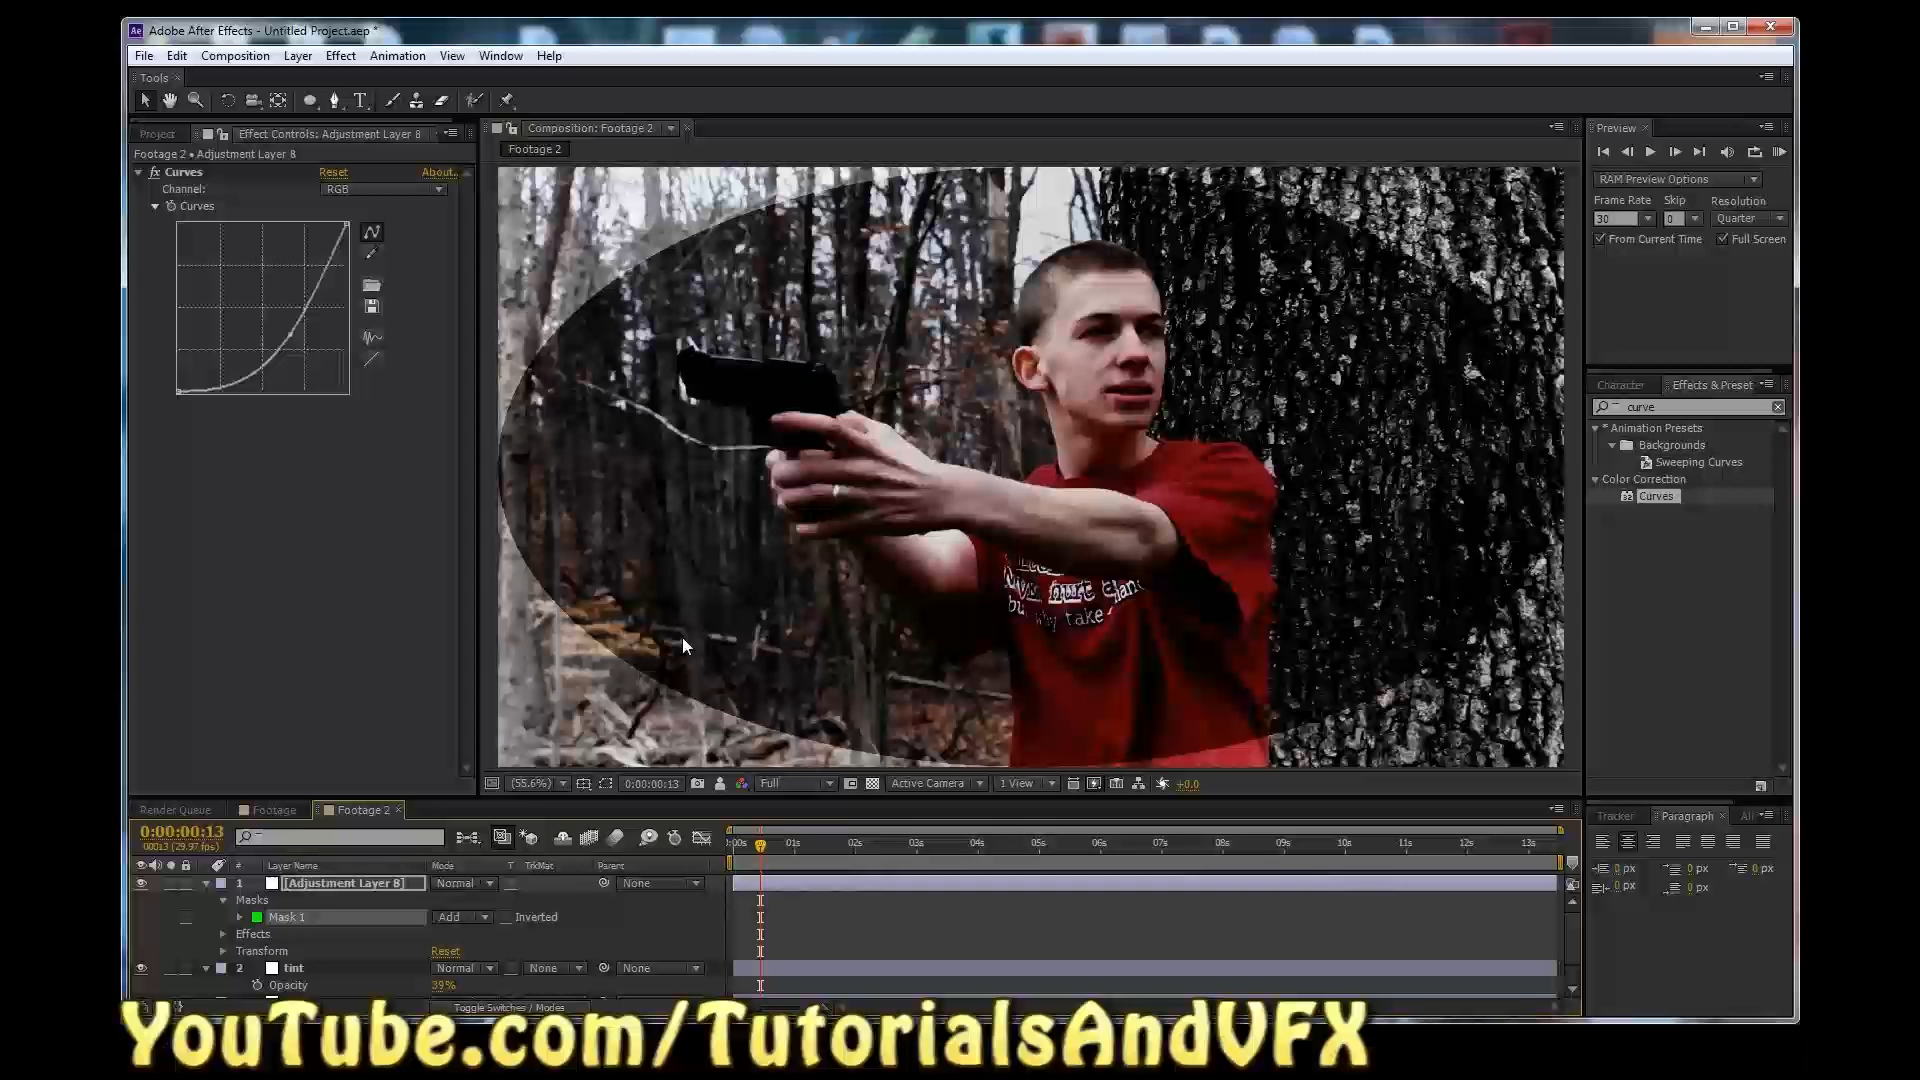 Adobe After Effects - Untitled Project.aep *
File Edit Composition Layer Effect Animation View Window Help
Tools
Project Effect Controls: Adjustment Layer 8
Footage 2 • Adjustment Layer 8
fx Curves Reset About...
Channel: RGB
Curves
Composition: Footage 2
Footage 2
Preview
RAM Preview Options
Frame Rate Skip Resolution
30 0 Quarter
From Current Time Full Screen
Character Effects & Preset
curve
* Animation Presets
Backgrounds
Sweeping Curves
Color Correction
Curves
hurt
why take
(55.6%) 0:00:00:13 Full Active Camera 1 View +0.0
Render Queue Footage Footage 2
0:00:00:13
00013 (29.97 fps)
# Layer Name Mode T TrkMat Parent
:00s 01s 02s 03s 04s 05s 06s 07s 08s 09s 10s 11s 12s 13s
1 [Adjustment Layer 8] Normal None
Masks
Mask 1 Add Inverted
Effects
Transform Reset
2 tint Normal None None
Opacity 39%
Toggle Switches / Modes
Tracker Paragraph Ali
0 px 0 px 0 px
0 px 0 px
YouTube.com/TutorialsAndVFX